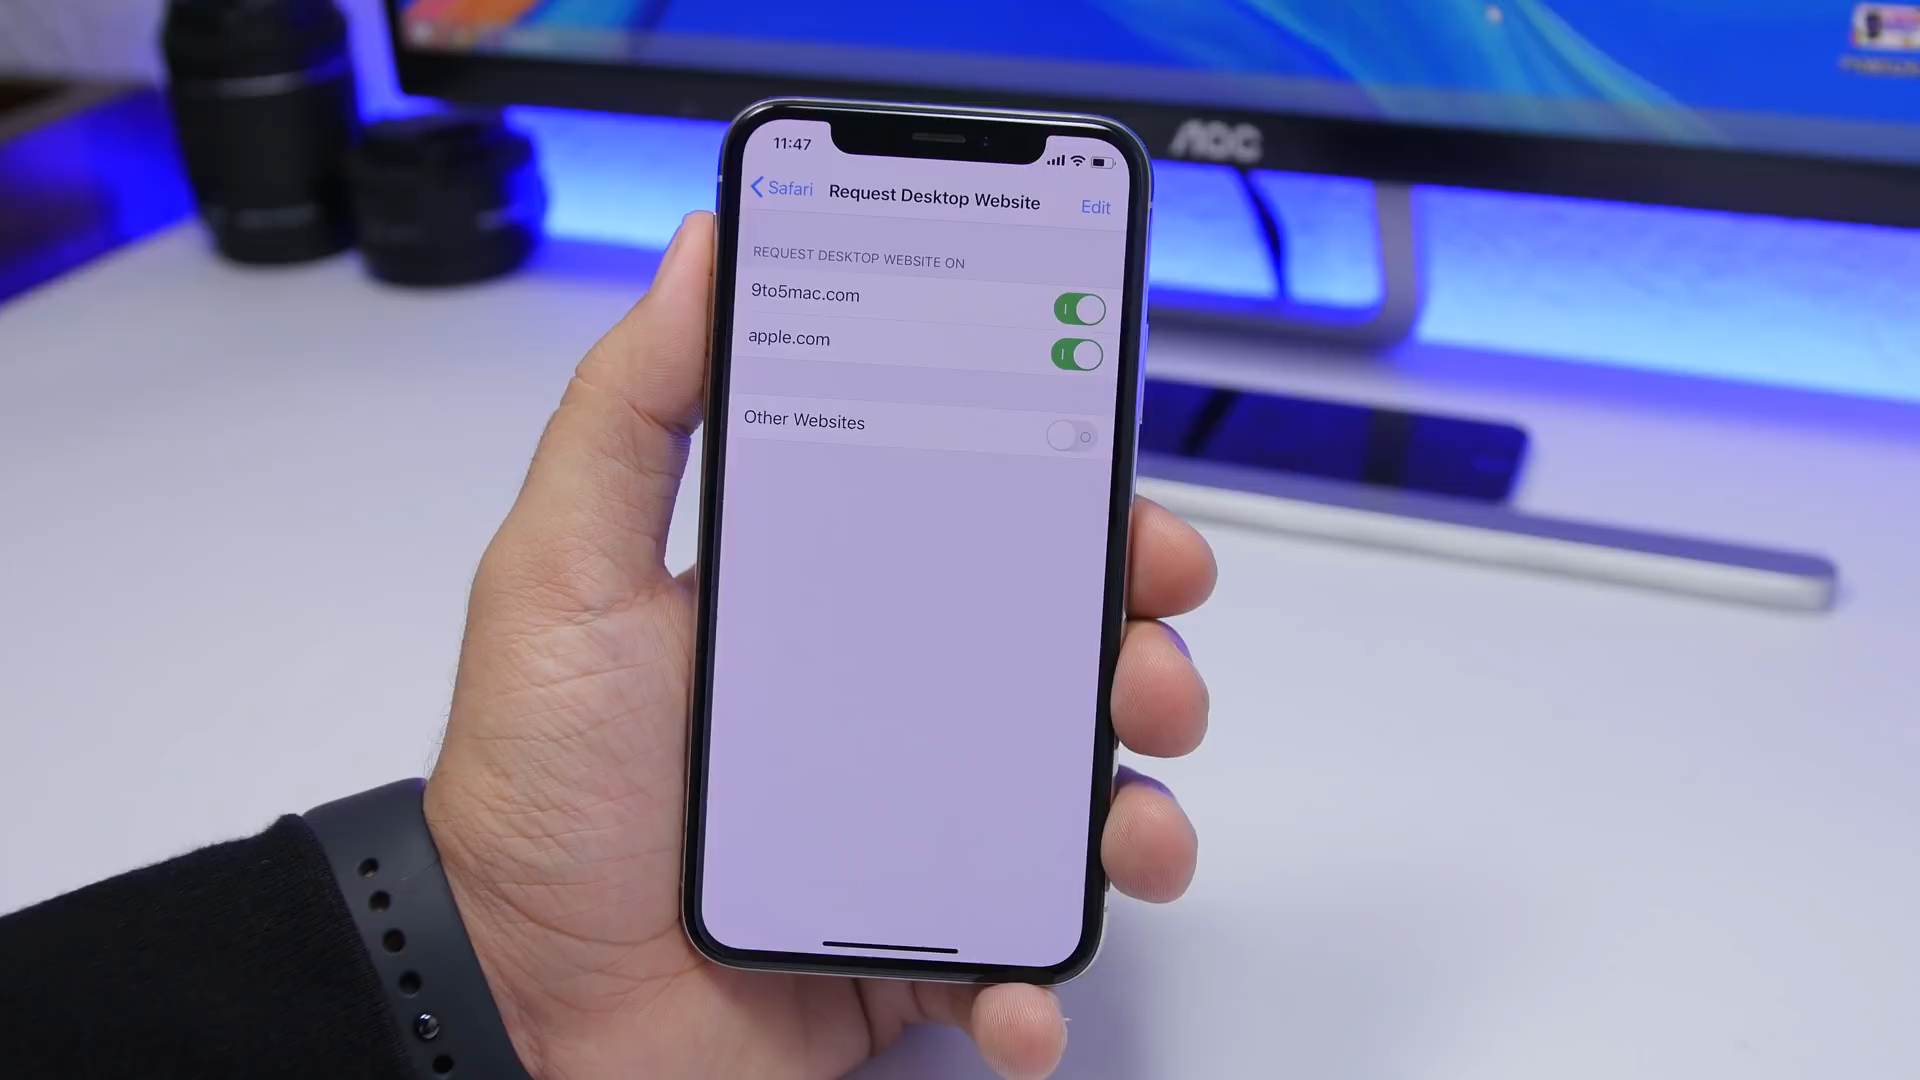 AOC
11:47
Safari
Request Desktop Website
Edit
REQUEST DESKTOP WEBSITE ON
9to5mac.com
apple.com
Other Websites